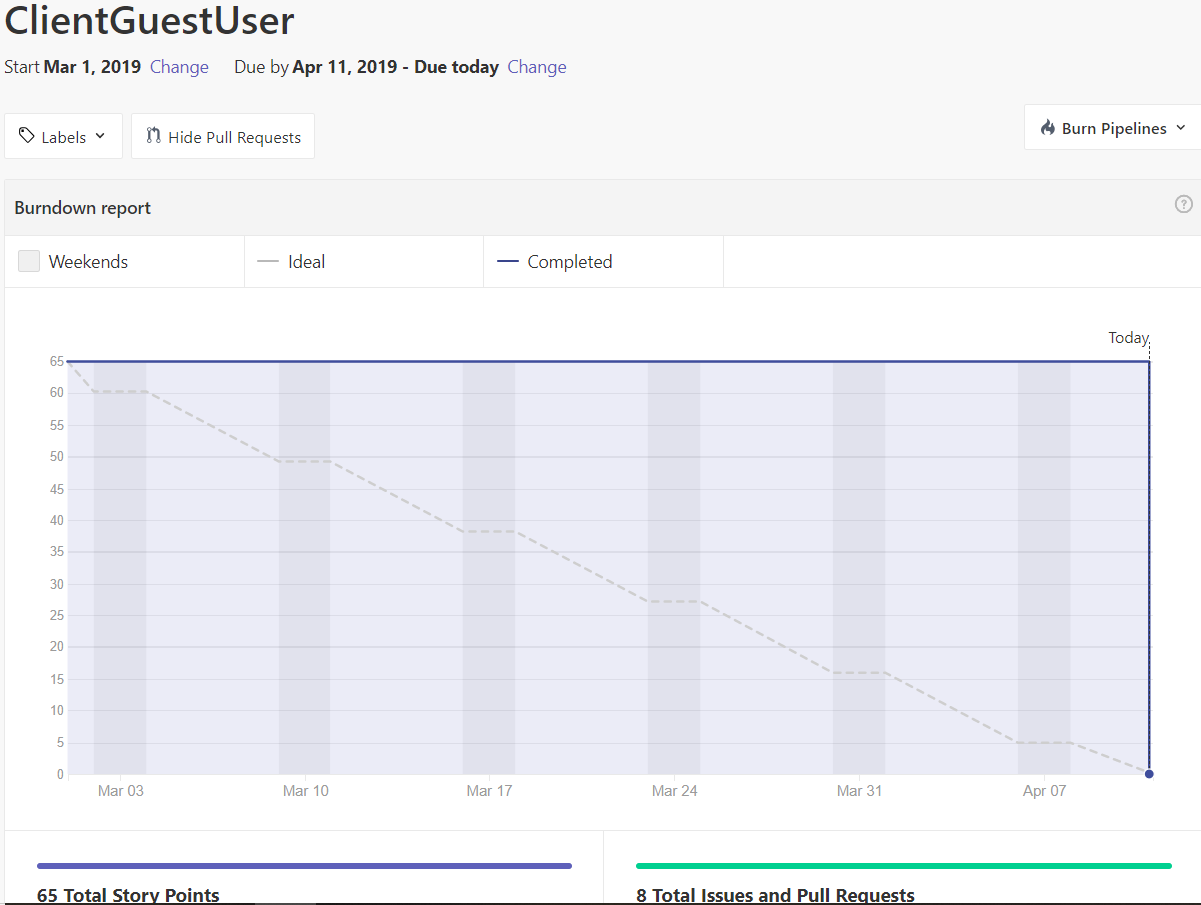 ClientGuestUser
Start Mar 1, 2019 Change Due by Apr 11, 2019 - Due today Change
Labels Hide Pull Requests Burn Pipelines
Burndown report ?
Weekends Ideal Completed
Today
65
60
55
50
45
40
35
30
25
20
15
10
5
0
Mar 03 Mar 10 Mar 17 Mar 24 Mar 31 Apr 07
65 Total Story Points 8 Total Issues and Pull Requests